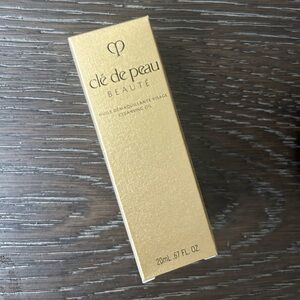 clé de peau
BEAUTÉ
HUILE DÉMAQUILLANTE VISAGE
CLEANSING OIL
20mL .67 FL. OZ.